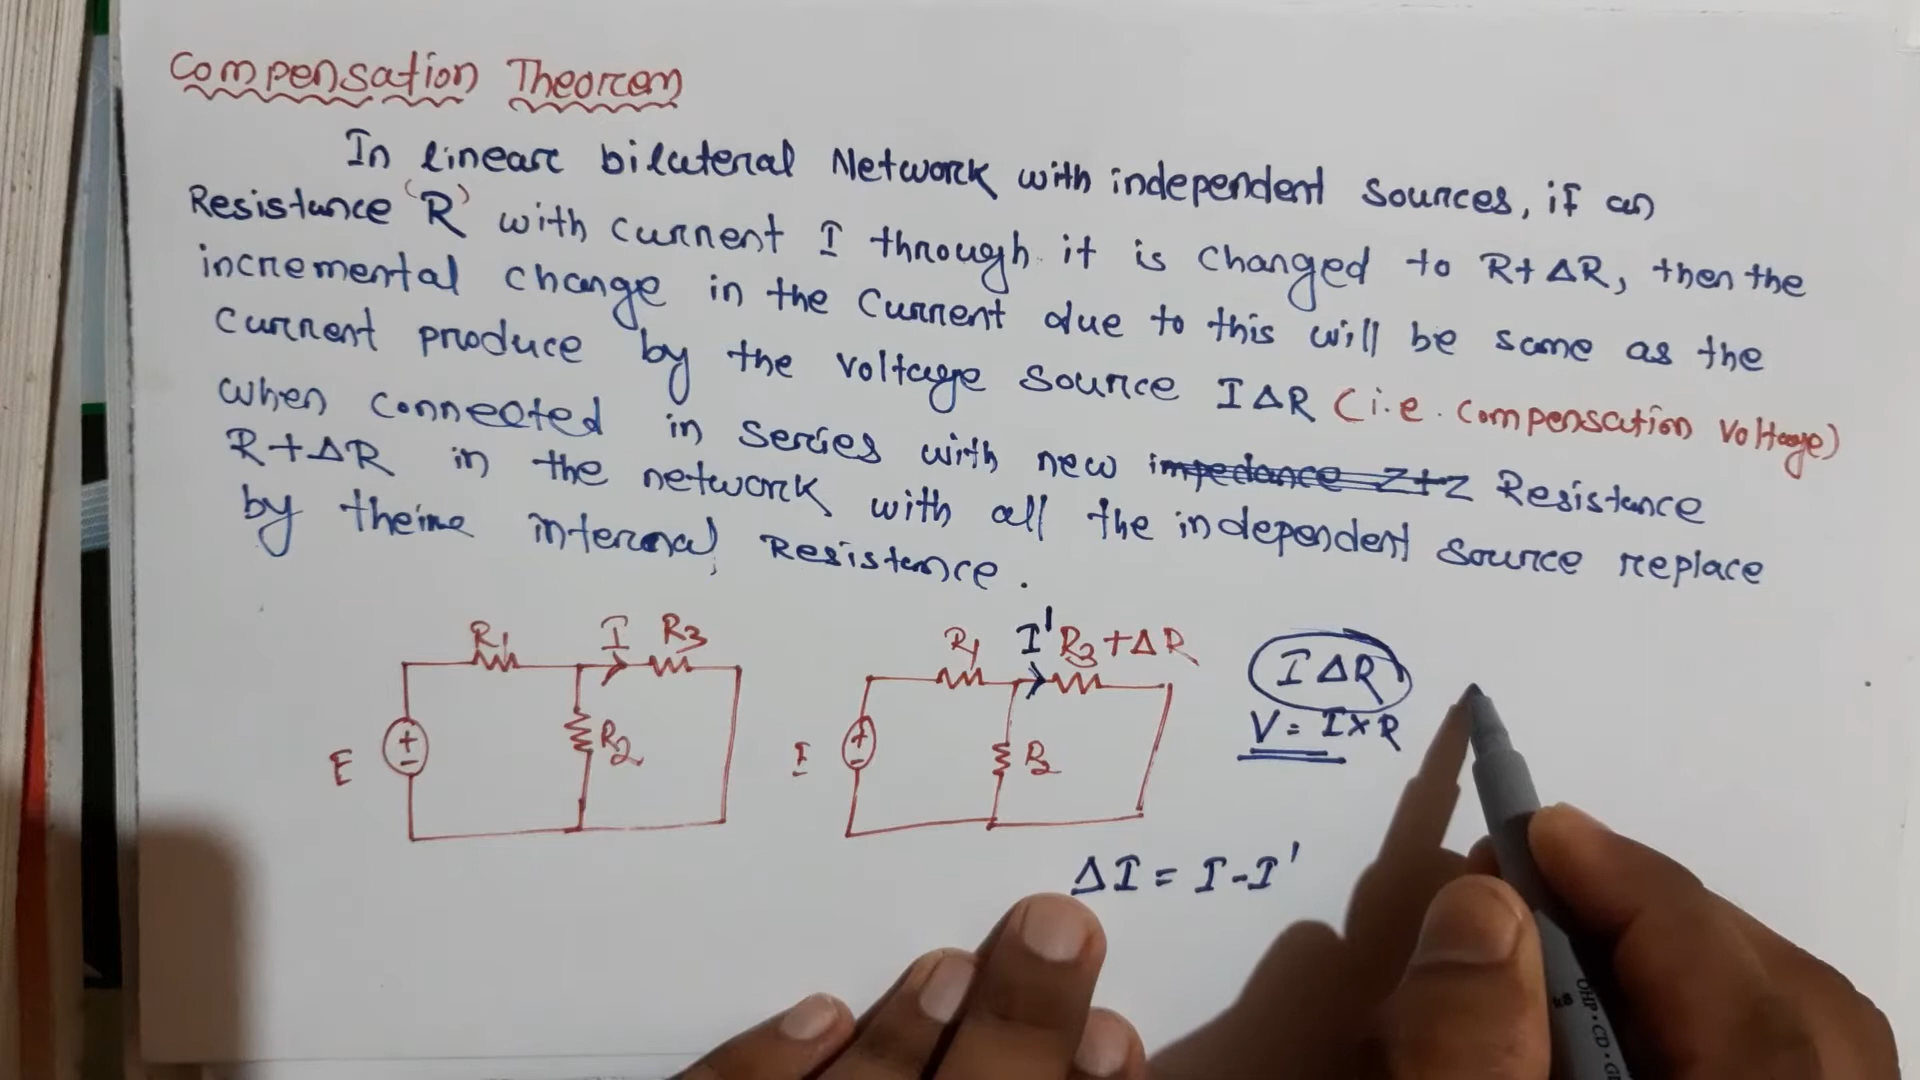 Compensation Theorem
In linear bilateral Network with independent sources, if an
Resistance 'R' with current I through it is changed to R+ΔR, then the
incremental change in the current due to this will be same as the
current produce by the voltage source IΔR (i.e. compensation voltage)
when connected in series with new impedance Z+Z Resistance
R+ΔR in the network with all the independent source replace
by theire internal Resistance.
R1 I R3
R2
E
R1 I' R3+ΔR
R2
E
IΔR
V = I×R
ΔI = I-I'
OHP·CD·